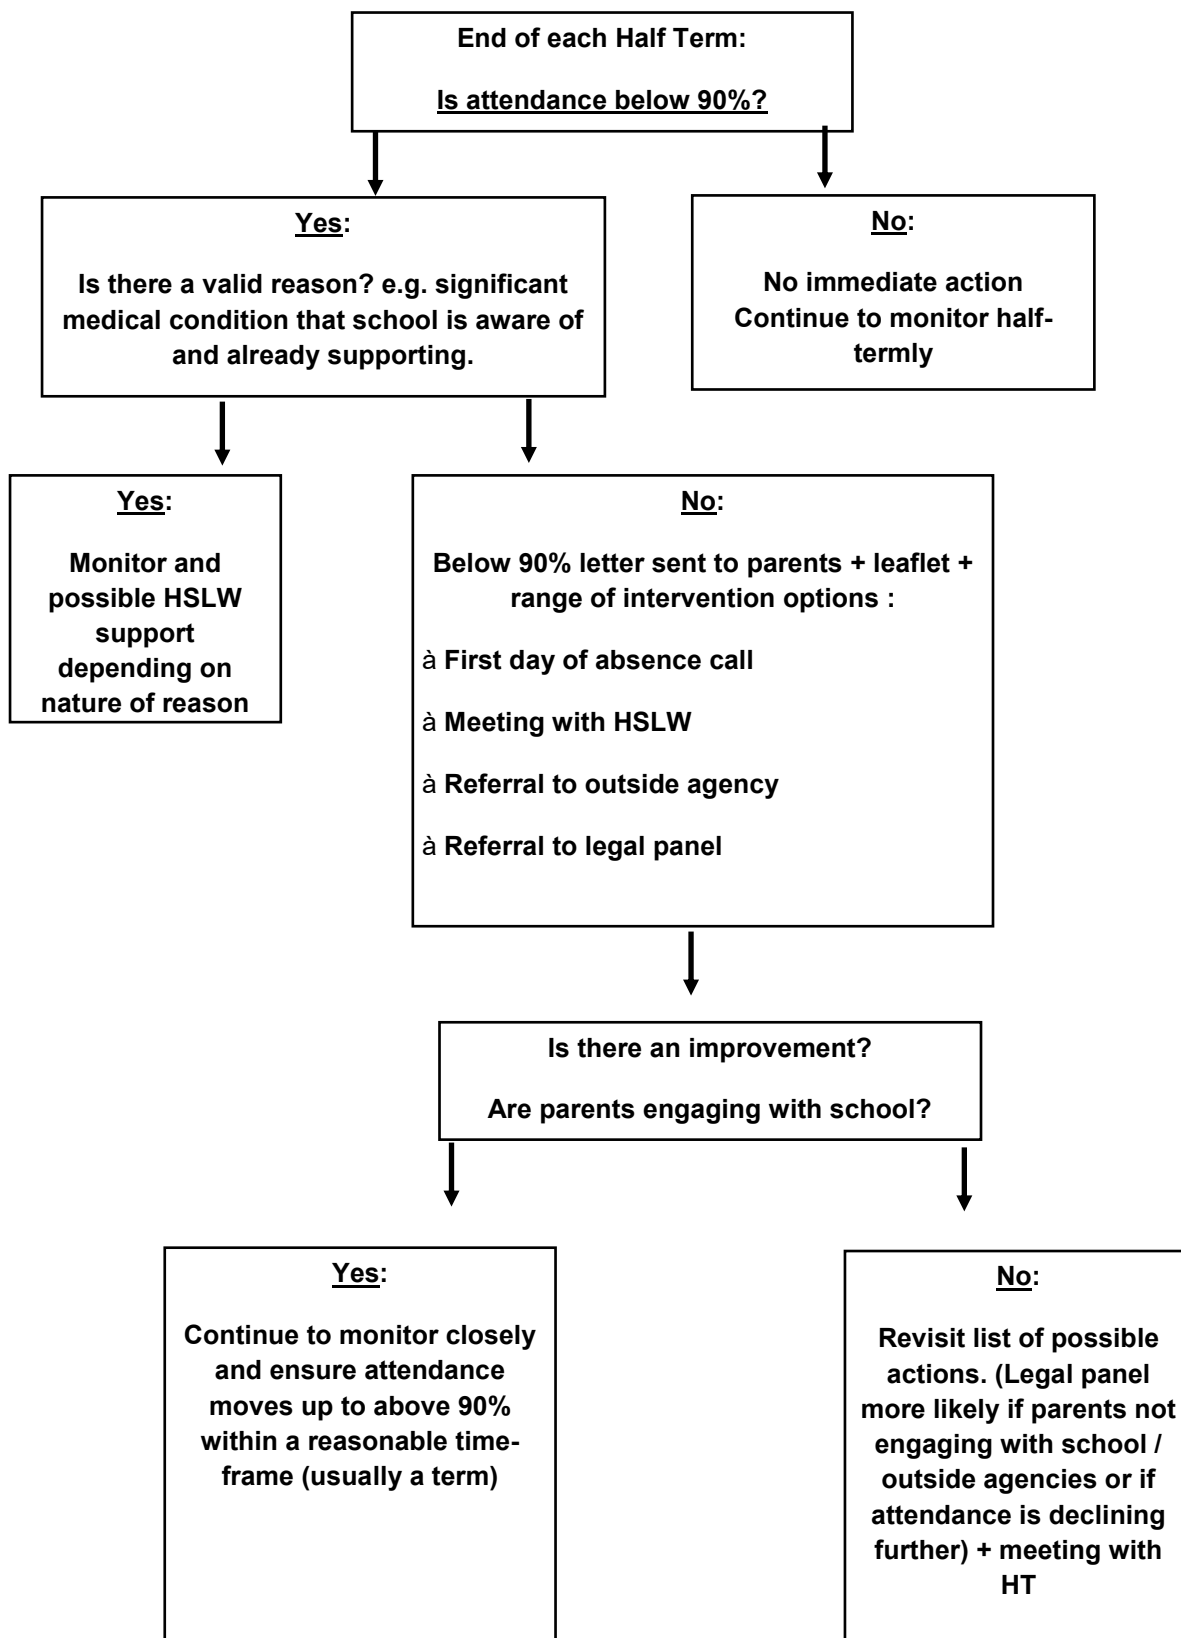 End of each Half Term:
Is attendance below 90%?
Yes:
Is there a valid reason? e.g. significant
medical condition that school is aware of
and already supporting.
No:
No immediate action
Continue to monitor half-
termly
Yes:
Monitor and
possible HSLW
support
depending on
nature of reason
No:
Below 90% letter sent to parents + leaflet +
range of intervention options :
à First day of absence call
à Meeting with HSLW
à Referral to outside agency
à Referral to legal panel
Is there an improvement?
Are parents engaging with school?
Yes:
Continue to monitor closely
and ensure attendance
moves up to above 90%
within a reasonable time-
frame (usually a term)
No:
Revisit list of possible
actions. (Legal panel
more likely if parents not
engaging with school /
outside agencies or if
attendance is declining
further) + meeting with
HT